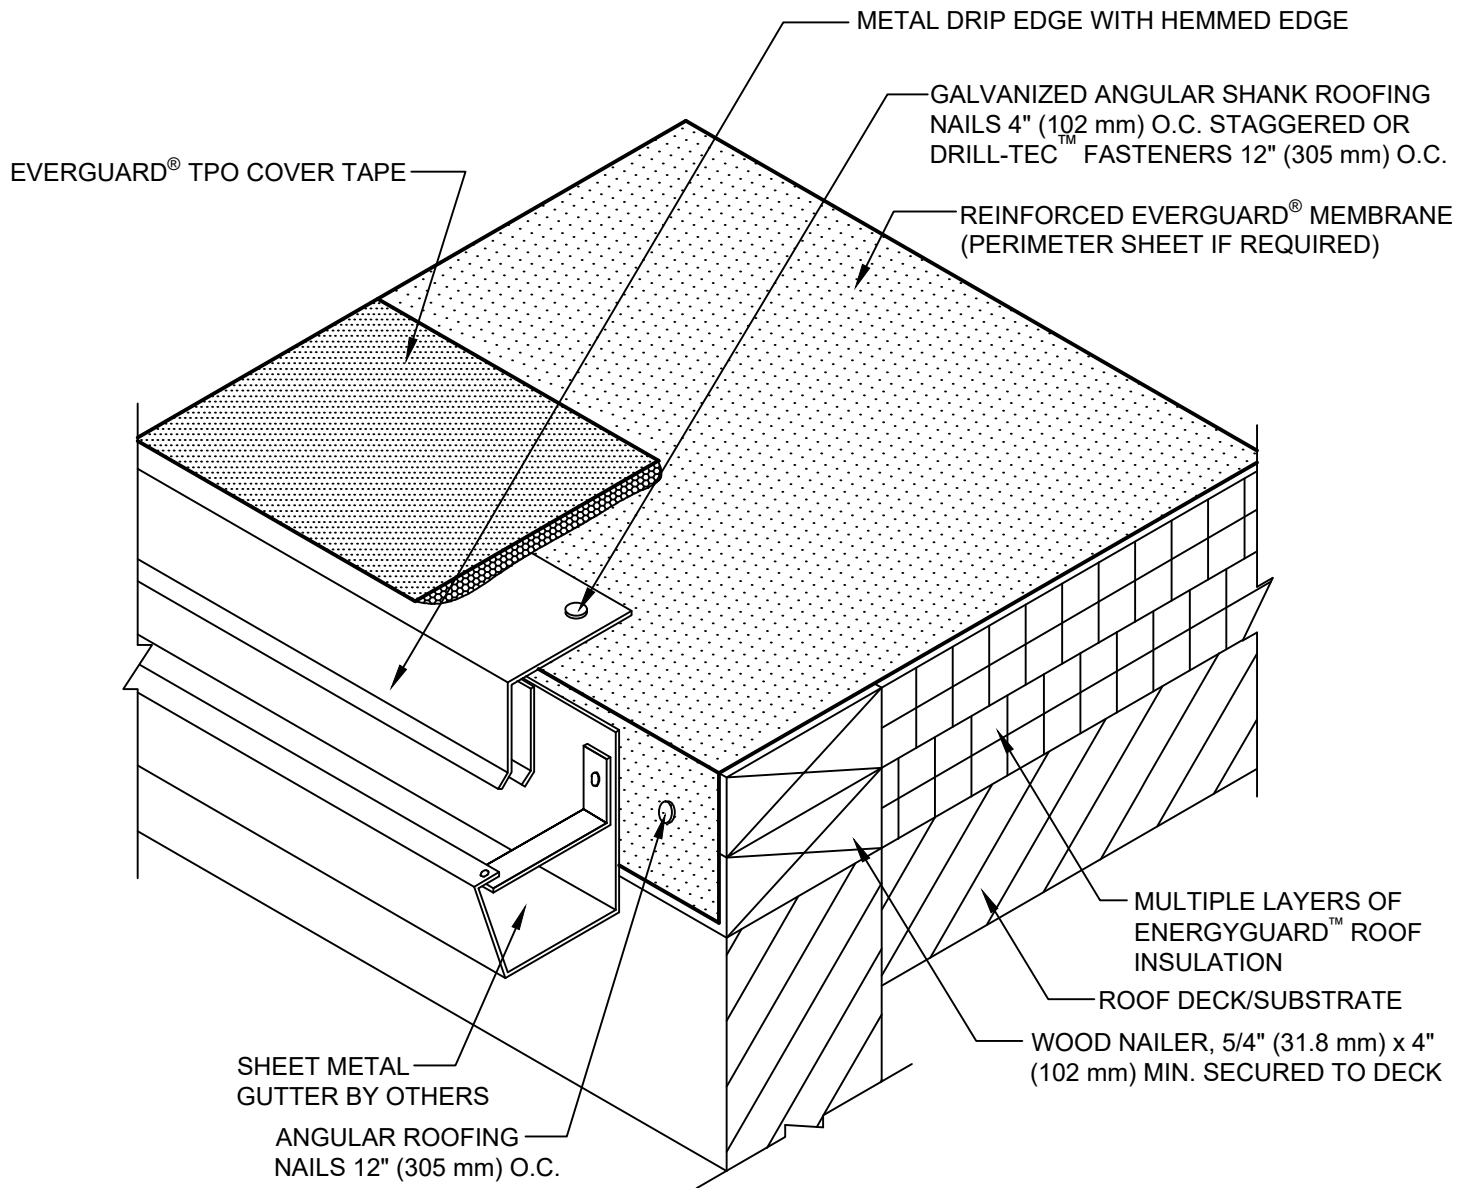 METAL DRIP EDGE WITH HEMMED EDGE
GALVANIZED ANGULAR SHANK ROOFING
NAILS 4" (102 mm) O.C. STAGGERED OR
DRILL-TEC™ FASTENERS 12" (305 mm) O.C.
EVERGUARD® TPO COVER TAPE
REINFORCED EVERGUARD® MEMBRANE
(PERIMETER SHEET IF REQUIRED)
MULTIPLE LAYERS OF
ENERGYGUARD™ ROOF
INSULATION
ROOF DECK/SUBSTRATE
WOOD NAILER, 5/4" (31.8 mm) x 4"
(102 mm) MIN. SECURED TO DECK
SHEET METAL
GUTTER BY OTHERS
ANGULAR ROOFING
NAILS 12" (305 mm) O.C.